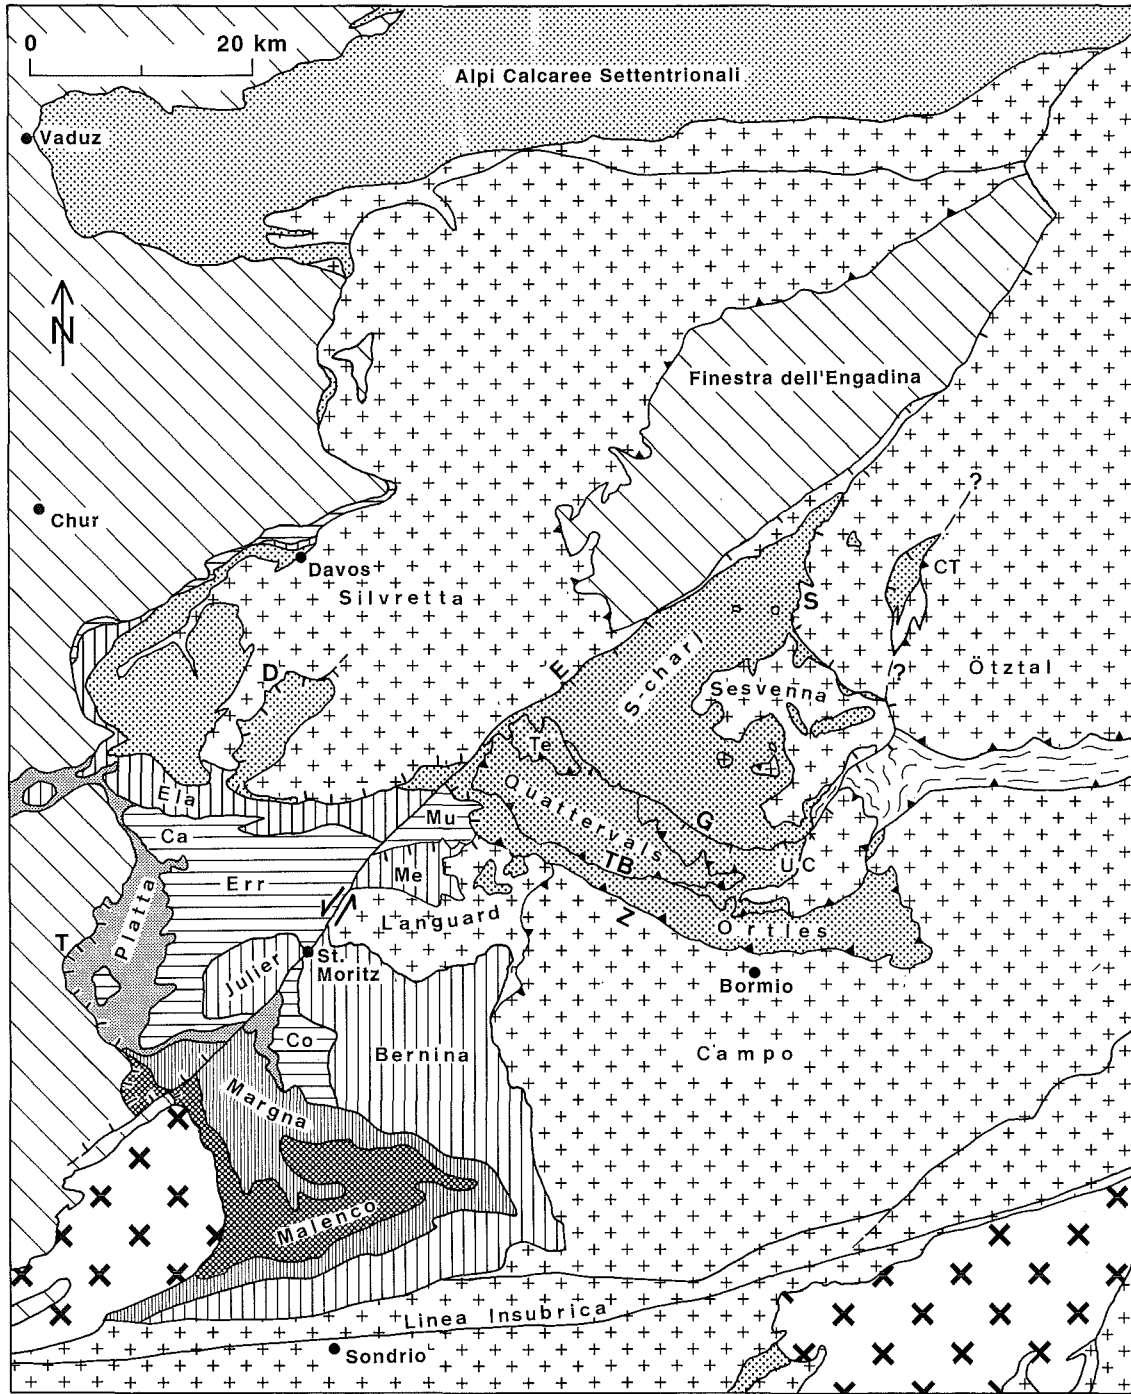 0 20 km
Alpi Calcaree Settentrionali
Vaduz
N
Finestra dell'Engadina
?
Chur
Davos
CT
Silvretta
S
S-charl
Ötztal
D
E
Sesvenna
?
Te
Ela
Quattervals
Mu
G
Ca
TB
UC
Me
Err
Languard
Z
Ortles
Platta
T
St.
Moritz
Julier
Bormio
Co
Bernina
Campo
Margna
Malenco
Linea Insubrica
Sondrio